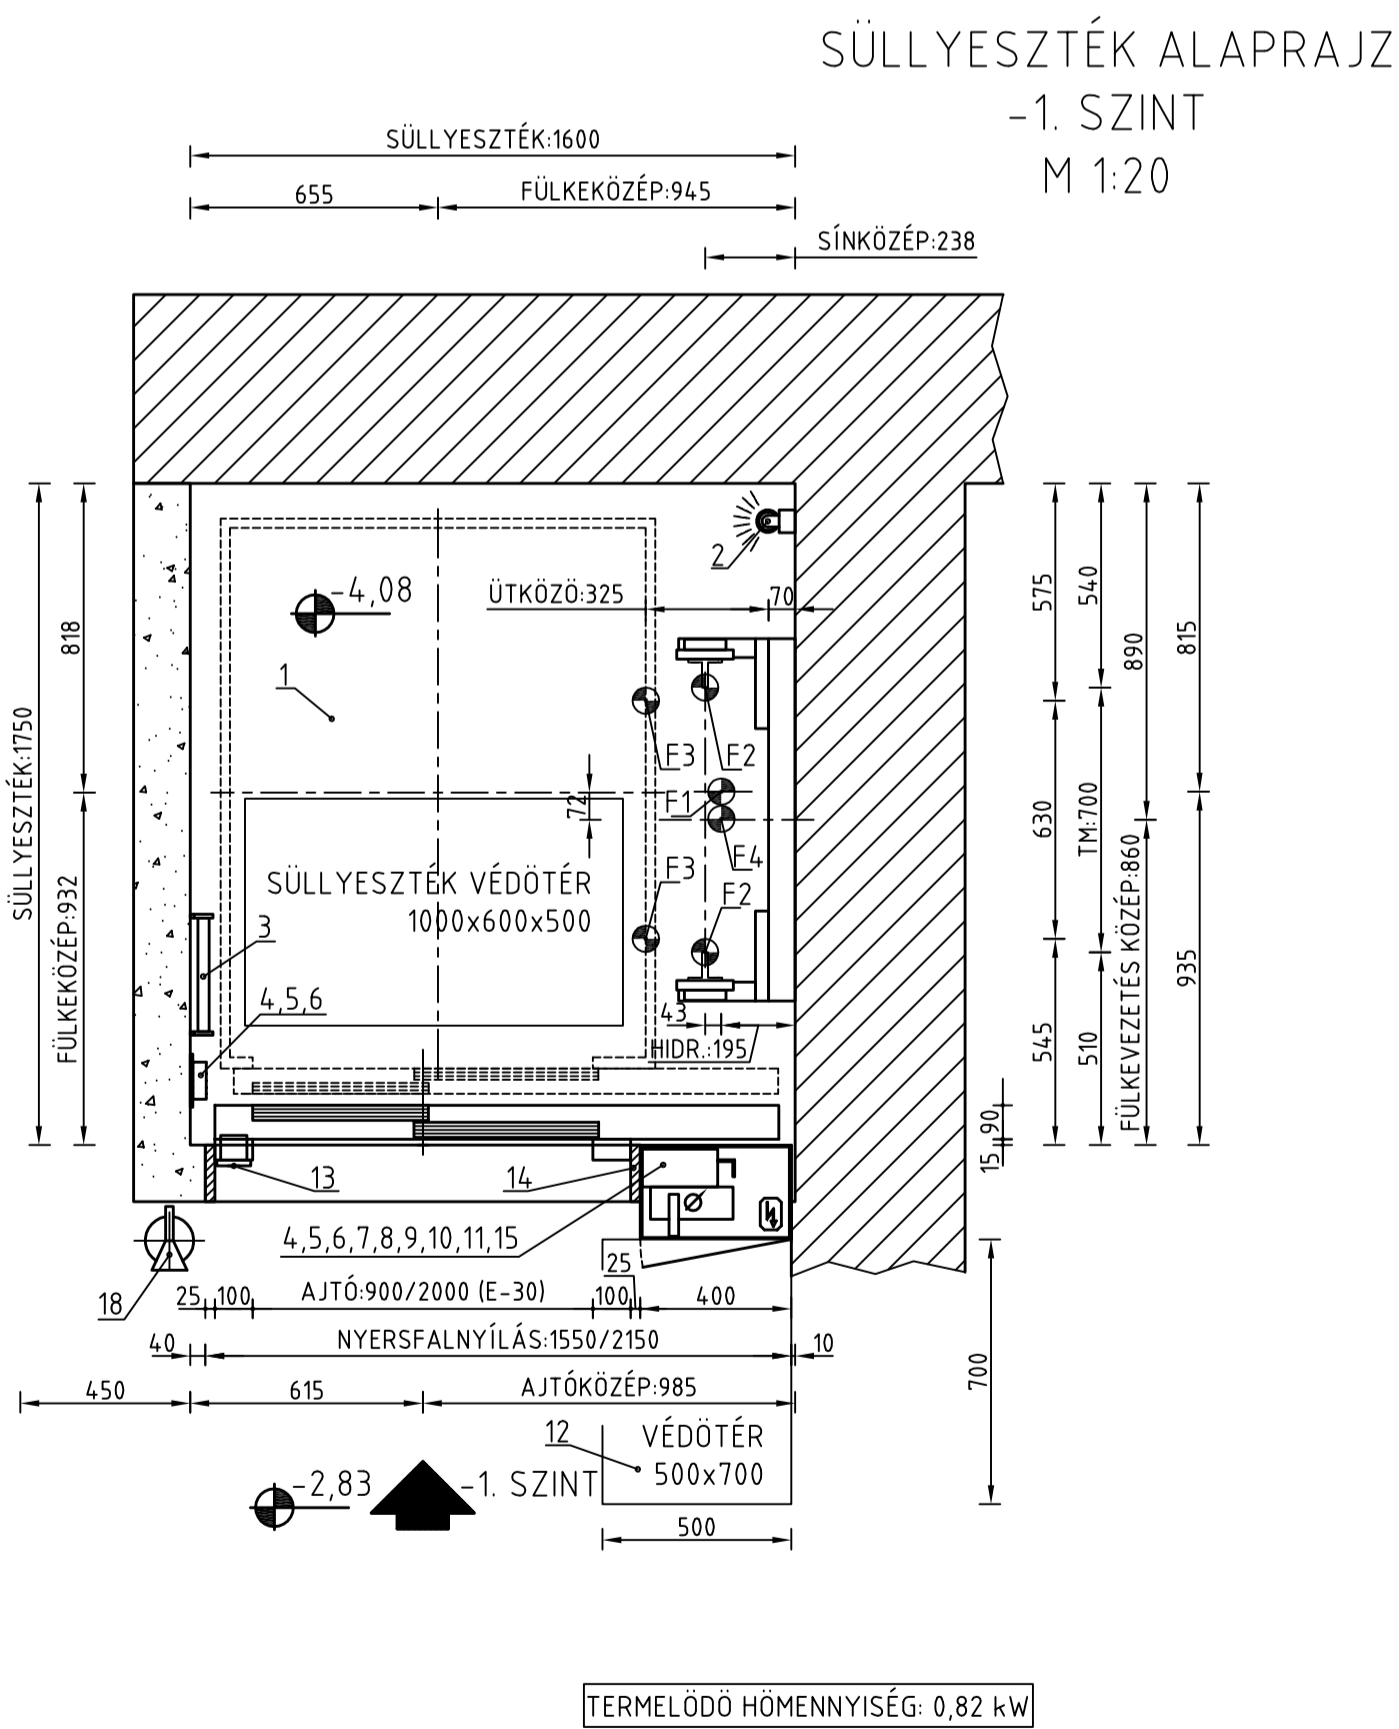 SÜLLYESZTÉK ALAPRAJZ
-1. SZINT
M 1:20
SÜLLYESZTÉK:1600
655
FÜLKEKÖZÉP:945
SÍNKÖZÉP:238
2
-4,08
ÜTKÖZÖ:325
70
1
F3
F2
F1
72
F4
F3
F2
SÜLLYESZTÉK VÉDÖTÉR
1000x600x500
3
4,5,6
43
HIDR.:195
SÜLLYESZTÉK:1750
818
FÜLKEKÖZÉP:932
575
630
545
540
TM:700
510
890
FÜLKEVEZETÉS KÖZÉP:860
815
935
90
15
13
14
4,5,6,7,8,9,10,11,15
18
25
25
100
AJTÓ:900/2000 (E-30)
100
400
40
NYERSFALNYÍLÁS:1550/2150
10
450
615
AJTÓKÖZÉP:985
700
12
VÉDÖTÉR
500x700
-2,83
-1. SZINT
500
TERMELÖDÖ HÖMENNYISÉG: 0,82 kW